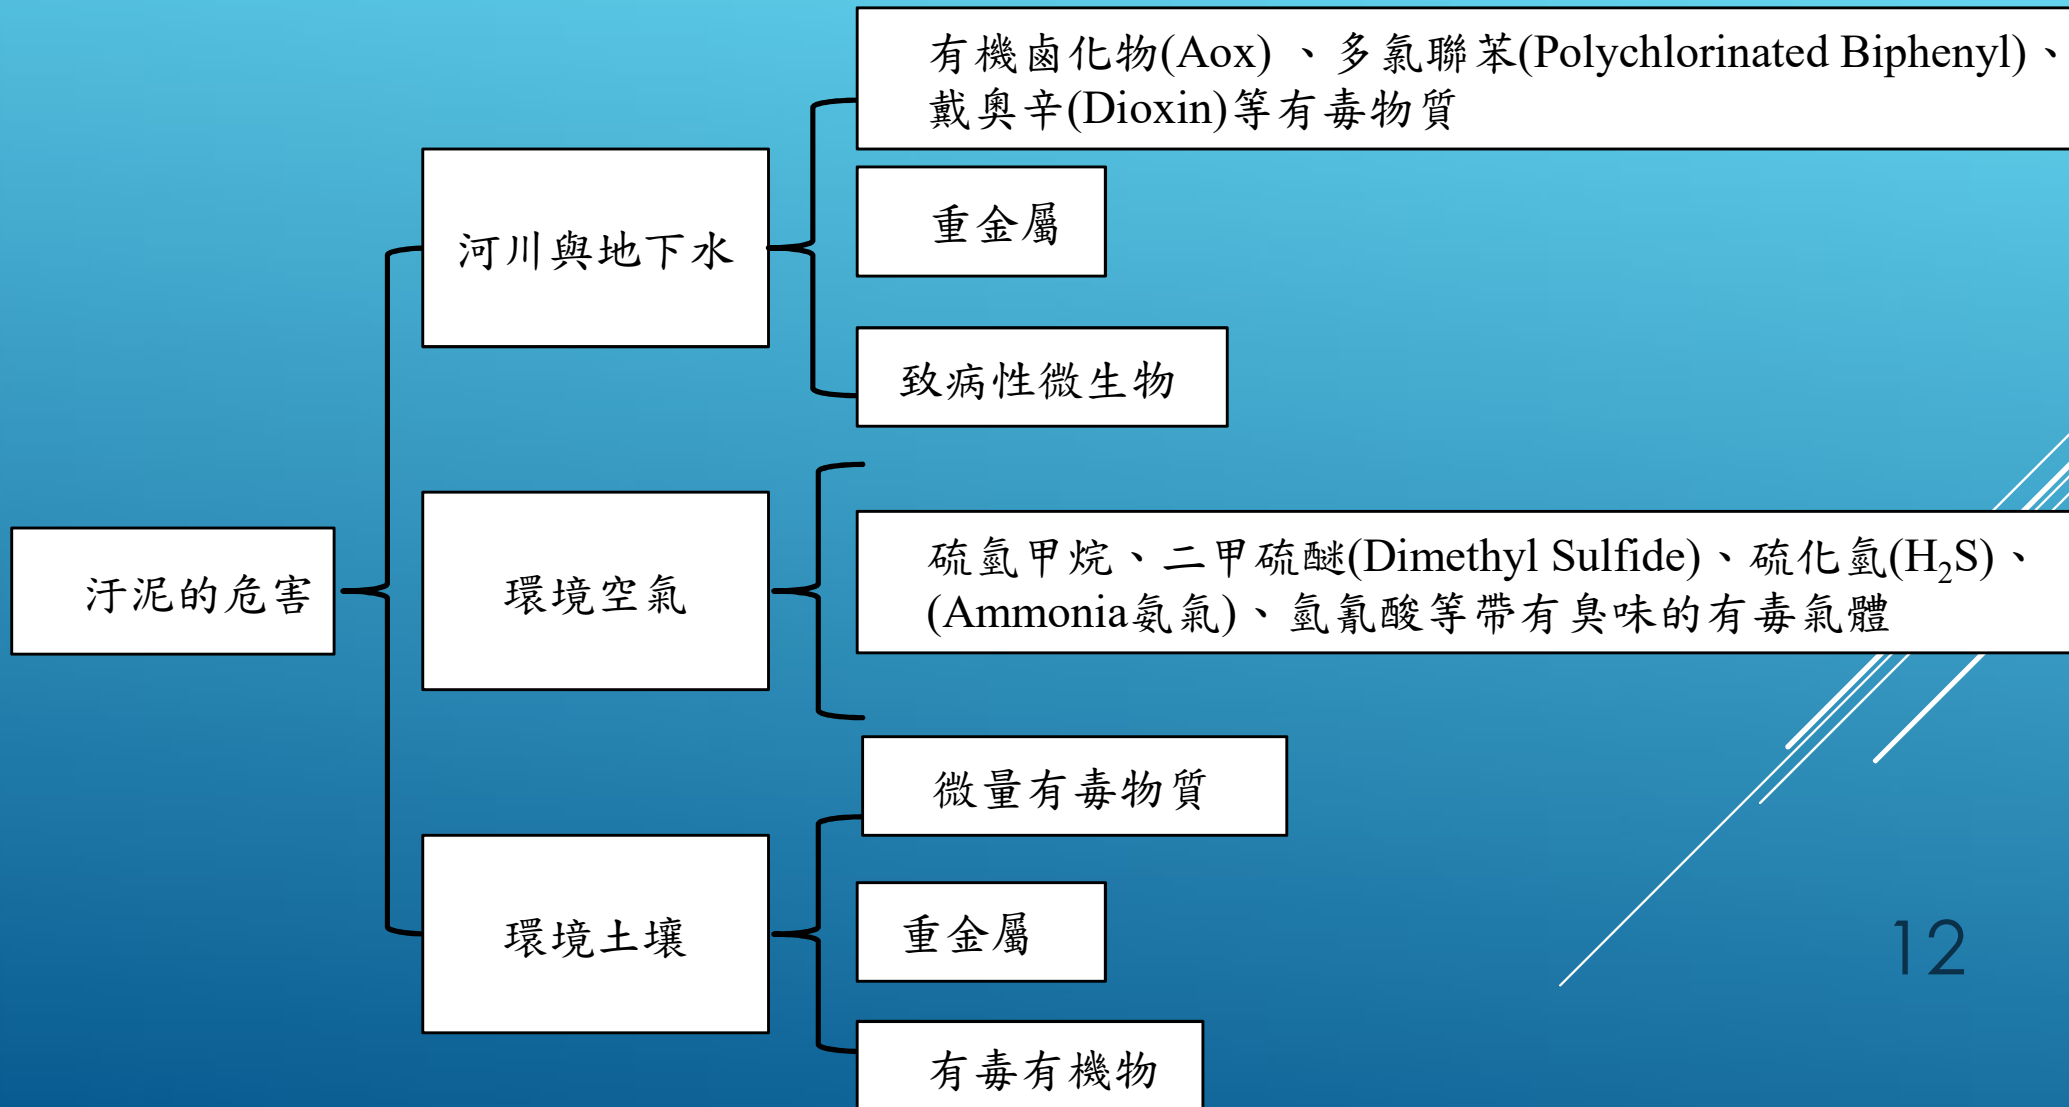 汙泥的危害
河川與地下水
有機鹵化物(Aox) 、多氯聯苯(Polychlorinated Biphenyl)、
戴奧辛(Dioxin)等有毒物質
重金屬
致病性微生物
環境空氣
硫氫甲烷、二甲硫醚(Dimethyl Sulfide)、硫化氫(H₂S)、
(Ammonia氨氣)、氫氰酸等帶有臭味的有毒氣體
環境土壤
微量有毒物質
重金屬
有毒有機物
12